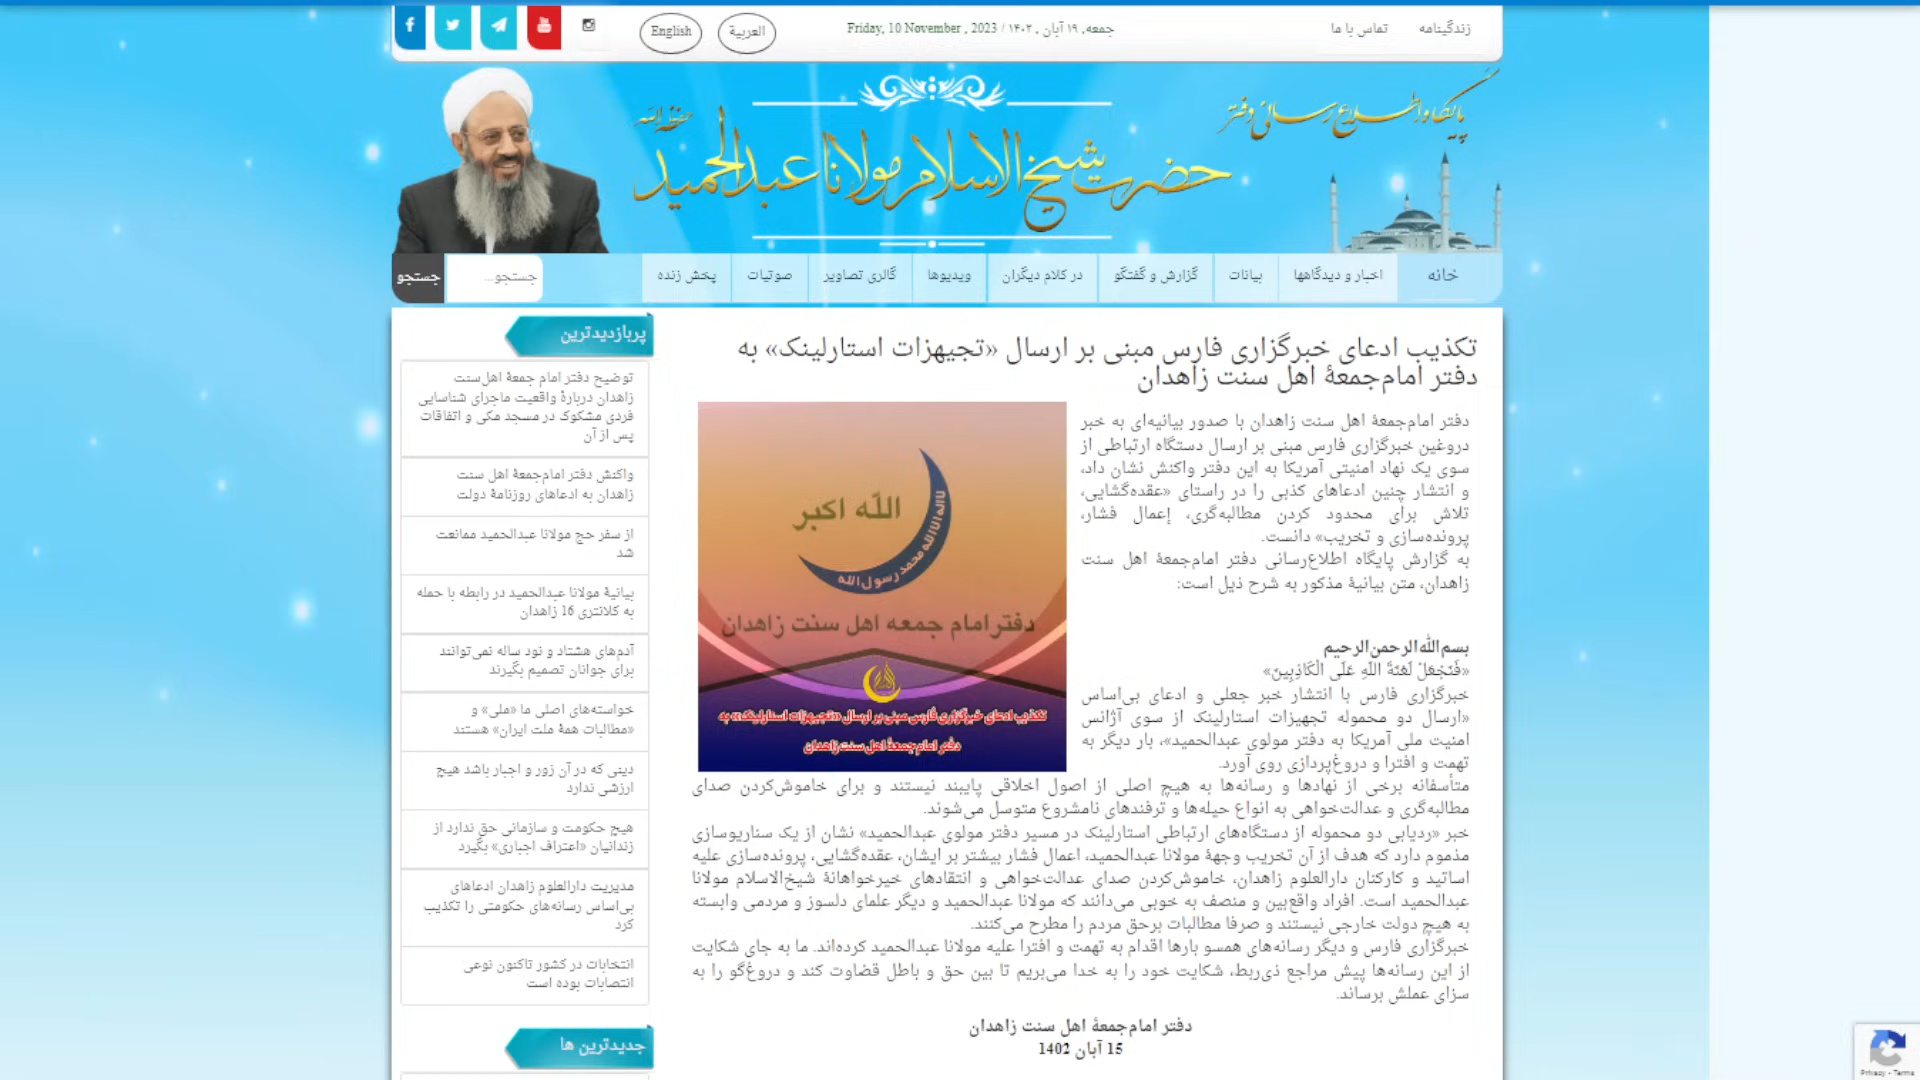 زندگینامه
تماس با ما
جمعه, ۱۹ آبان , ۱۴۰۲ / Friday, 10 November , 2023
العربية
English
پایگاه اطلاع رسانی دفتر
حضرت شیخ الاسلام مولانا عبدالحمید
حفظه الله
خانه
اخبار و دیدگاهها
بیانات
گزارش و گفتگو
در کلام دیگران
ویدیوها
گالری تصاویر
صوتیات
پخش زنده
جستجو...
جستجو
تکذیب ادعای خبرگزاری فارس مبنی بر ارسال «تجهیزات استارلینک» به
دفتر امام‌جمعهٔ اهل سنت زاهدان
دفتر امام‌جمعهٔ اهل سنت زاهدان با صدور بیانیه‌ای به خبر
دروغین خبرگزاری فارس مبنی بر ارسال دستگاه ارتباطی از
سوی یک نهاد امنیتی آمریکا به این دفتر واکنش نشان داد،
و انتشار چنین ادعاهای کذبی را در راستای «عقده‌گشایی،
تلاش برای محدود کردن مطالبه‌گری، إعمال فشار،
پرونده‌سازی و تخریب» دانست.
به گزارش پایگاه اطلاع‌رسانی دفتر امام‌جمعهٔ اهل سنت
زاهدان، متن بیانیهٔ مذکور به شرح ذیل است:
الله اکبر
لااله الا الله محمد رسول الله
دفتر امام جمعه اهل سنت زاهدان
تکذیب ادعای خبرگزاری فارس مبنی بر ارسال «تجهیزات استارلینک» به
دفتر امام جمعهٔ اهل سنت زاهدان
بسم‌الله‌الرحمن‌الرحیم
«فَنَجْعَلْ لَعْنَةَ اللَّهِ عَلَى الْكَاذِبِينَ»
خبرگزاری فارس با انتشار خبر جعلی و ادعای بی‌اساس
«ارسال دو محموله تجهیزات استارلینک از سوی آژانس
امنیت ملی آمریکا به دفتر مولوی عبدالحمید»، بار دیگر به
تهمت و افترا و دروغ‌پردازی روی آورد.
متأسفانه برخی از نهادها و رسانه‌ها به هیچ اصلی از اصول اخلاقی پایبند نیستند و برای خاموش‌کردن صدای
مطالبه‌گری و عدالت‌خواهی به انواع حیله‌ها و ترفندهای نامشروع متوسل می‌شوند.
خبر «ردیابی دو محموله از دستگاه‌های ارتباطی استارلینک در مسیر دفتر مولوی عبدالحمید» نشان از یک سناریوسازی
مذموم دارد که هدف از آن تخریب وجههٔ مولانا عبدالحمید، اعمال فشار بیشتر بر ایشان، عقده‌گشایی، پرونده‌سازی علیه
اساتید و کارکنان دارالعلوم زاهدان، خاموش‌کردن صدای عدالت‌خواهی و انتقادهای خیرخواهانهٔ شیخ‌الاسلام مولانا
عبدالحمید است. افراد واقع‌بین و منصف به خوبی می‌دانند که مولانا عبدالحمید و دیگر علمای دلسوز و مردمی وابسته
به هیچ دولت خارجی نیستند و صرفا مطالبات برحق مردم را مطرح می‌کنند.
خبرگزاری فارس و دیگر رسانه‌های همسو بارها اقدام به تهمت و افترا علیه مولانا عبدالحمید کرده‌اند. ما به جای شکایت
از این رسانه‌ها پیش مراجع ذی‌ربط، شکایت خود را به خدا می‌بریم تا بین حق و باطل قضاوت کند و دروغ‌گو را به
سزای عملش برساند.
دفتر امام‌جمعهٔ اهل سنت زاهدان
15 آبان 1402
پربازدیدترین
توضیح دفتر امام جمعهٔ اهل‌سنت
زاهدان دربارهٔ واقعیت ماجرای شناسایی
فردی مشکوک در مسجد مکی و اتفاقات
پس از آن
واکنش دفتر امام‌جمعهٔ اهل سنت
زاهدان به ادعاهای روزنامهٔ دولت
از سفر حج مولانا عبدالحمید ممانعت
شد
بیانیهٔ مولانا عبدالحمید در رابطه با حمله
به کلانتری 16 زاهدان
آدم‌های هشتاد و نود ساله نمی‌توانند
برای جوانان تصمیم بگیرند
خواسته‌های اصلی ما «ملی» و
«مطالبات همهٔ ملت ایران» هستند
دینی که در آن زور و اجبار باشد هیچ
ارزشی ندارد
هیچ حکومت و سازمانی حق ندارد از
زندانیان «اعتراف اجباری» بگیرد
مدیریت دارالعلوم زاهدان ادعاهای
بی‌اساس رسانه‌های حکومتی را تکذیب
کرد
انتخابات در کشور تاکنون نوعی
انتصابات بوده است
جدیدترین ها
Privacy - Terms